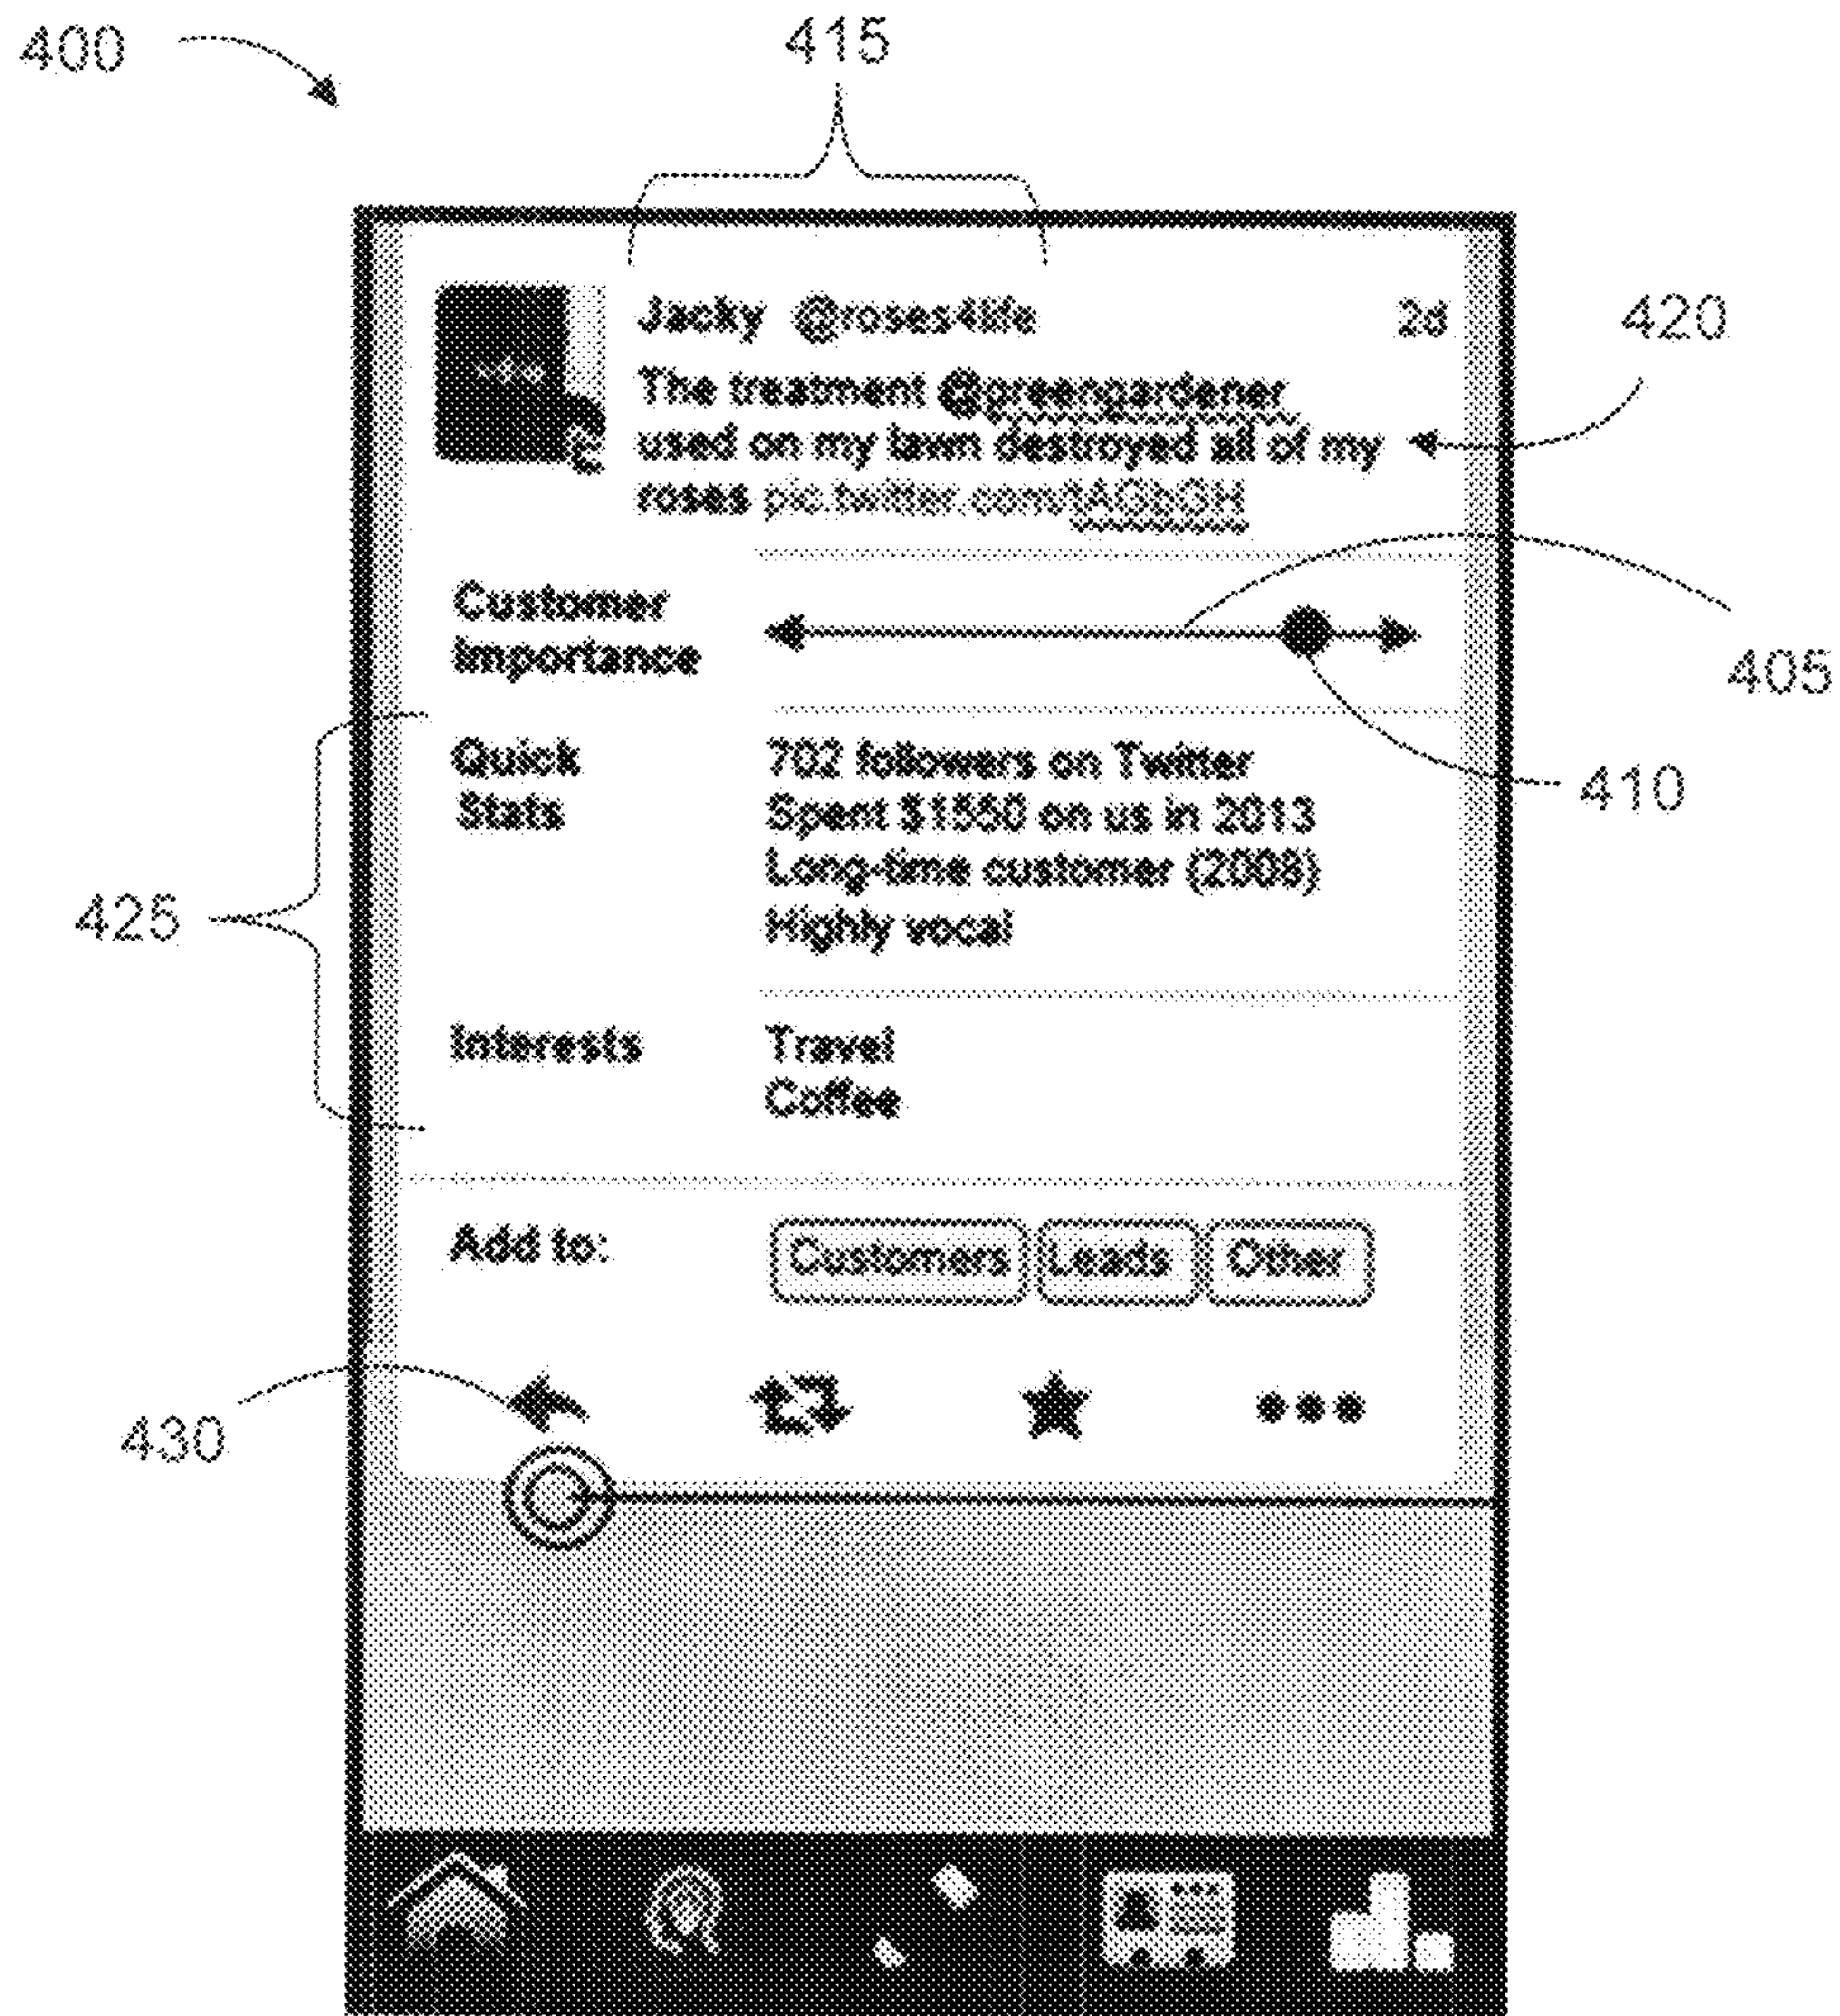 400
415
Jacky @roses4life 2d
420
The treatment @greengardener
used on my lawn destroyed all of my
roses pic.twitter.com/tAGbGH
Customer
Importance
405
410
Quick
Stats
702 followers on Twitter
Spent $1550 on us in 2013
Long-time customer (2008)
Highly vocal
425
Interests
Travel
Coffee
Add to:
Customers Leads Other
430